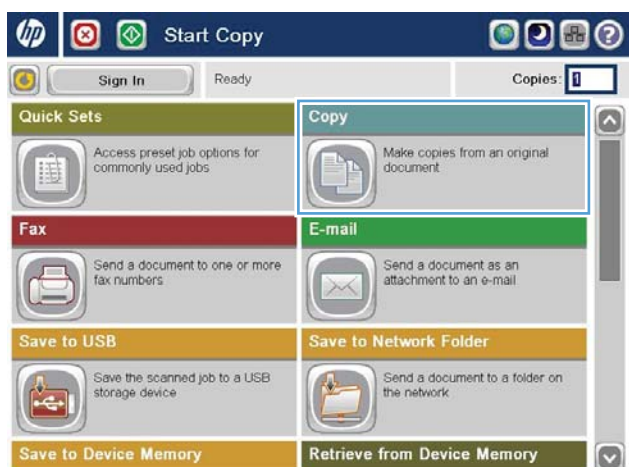 hp
Start Copy
Sign In
Ready
Copies: 1
Quick Sets
Access preset job options for
commonly used jobs
Copy
Make copies from an original
document
Fax
Send a document to one or more
fax numbers
E-mail
Send a document as an
attachment to an e-mail
Save to USB
Save the scanned job to a USB
storage device
Save to Network Folder
Send a document to a folder on
the network
Save to Device Memory
Retrieve from Device Memory